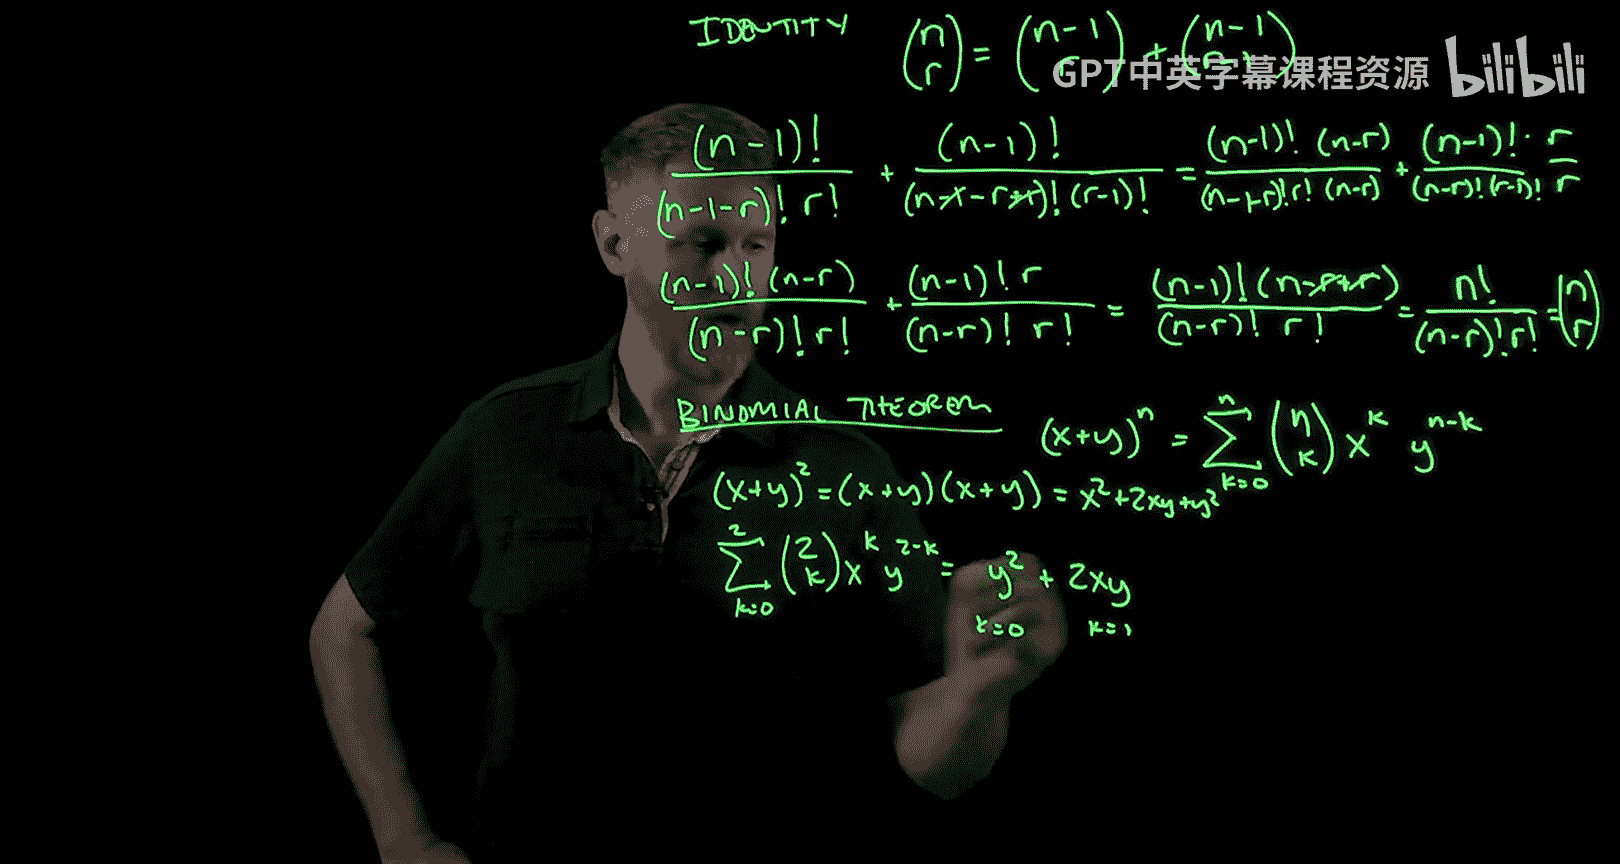 IDENTITY (n r) = (n-1 r) + (n-1 r-1)
GPT中英字幕课程资源 bilibili
(n-1)! / (n-1-r)! r! + (n-1)! / (n-1-r+1)! (r-1)! = (n-1)! (n-r) / (n-1-r)! r! (n-r) + (n-1)! · r / (n-r)! (r-1)! r
(n-1)! (n-r) / (n-r)! r! + (n-1)! r / (n-r)! r! = (n-1)! (n-r+r) / (n-r)! r! = n! / (n-r)! r! = (n r)
BINOMIAL THEOREM (x+y)^n = ∑_{k=0}^{n} (n k) x^k y^{n-k}
(x+y)^2 = (x+y)(x+y) = x^2+2xy+y^2
∑_{k=0}^{2} (2 k) x^k y^{2-k} = y^2 + 2xy
k=0 k=1